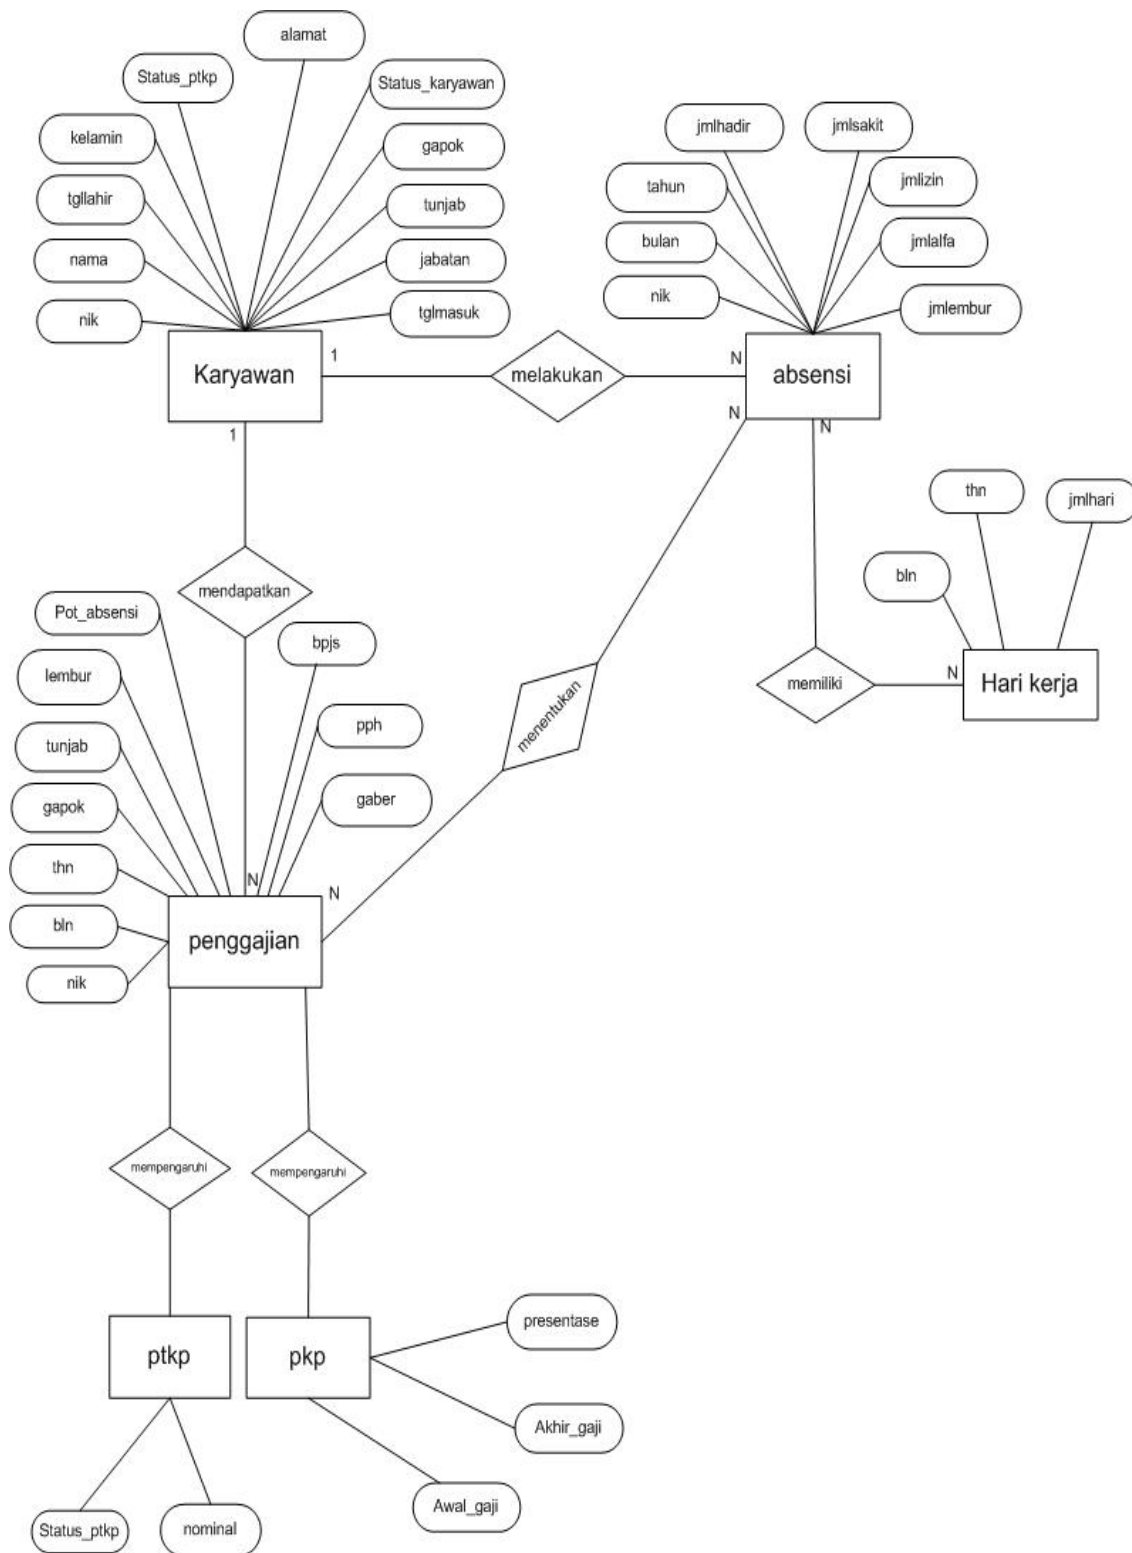 alamat
Status_ptkp
Status_karyawan
kelamin
gapok
tgllahir
tunjab
nama
jabatan
nik
tglmasuk
Karyawan
1
melakukan
N
jmlhadir
jmlsakit
tahun
jmlizin
bulan
jmlalfa
nik
jmlembur
absensi
N
N
1
thn
jmlhari
bln
memiliki
N
Hari kerja
mendapatkan
menentukan
Pot_absensi
bpjs
lembur
pph
tunjab
gaber
gapok
thn
bln
nik
N
N
penggajian
mempengaruhi
mempengaruhi
ptkp
pkp
presentase
Akhir_gaji
Awal_gaji
Status_ptkp
nominal